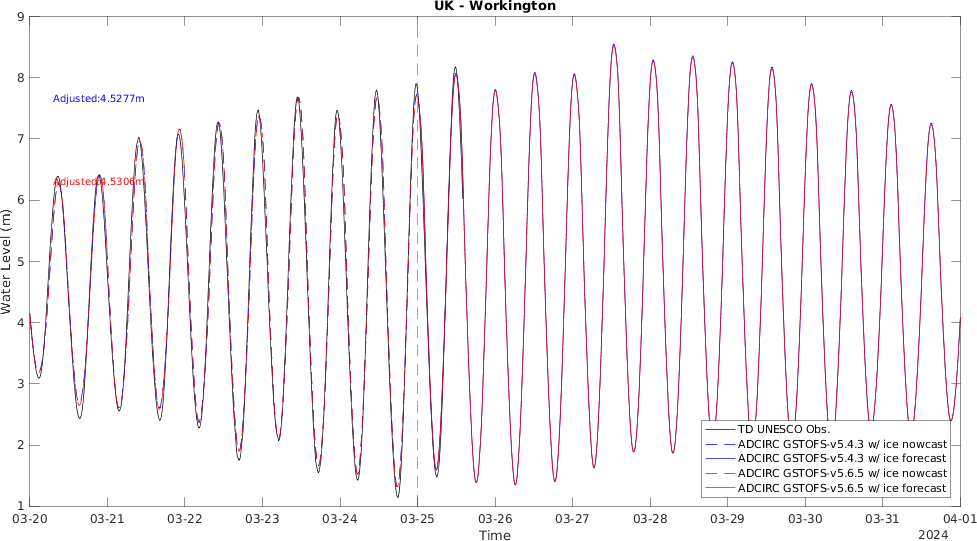 UK - Workington
9
8
7
6
5
4
3
2
1
Water Level (m)
Adjusted:4.5277m
Adjusted:4.5306m
TD UNESCO Obs.
ADCIRC GSTOFS-v5.4.3 w/ ice nowcast
ADCIRC GSTOFS-v5.4.3 w/ ice forecast
ADCIRC GSTOFS-v5.6.5 w/ ice nowcast
ADCIRC GSTOFS-v5.6.5 w/ ice forecast
03-20 03-21 03-22 03-23 03-24 03-25 03-26 03-27 03-28 03-29 03-30 03-31 04-01
Time
2024